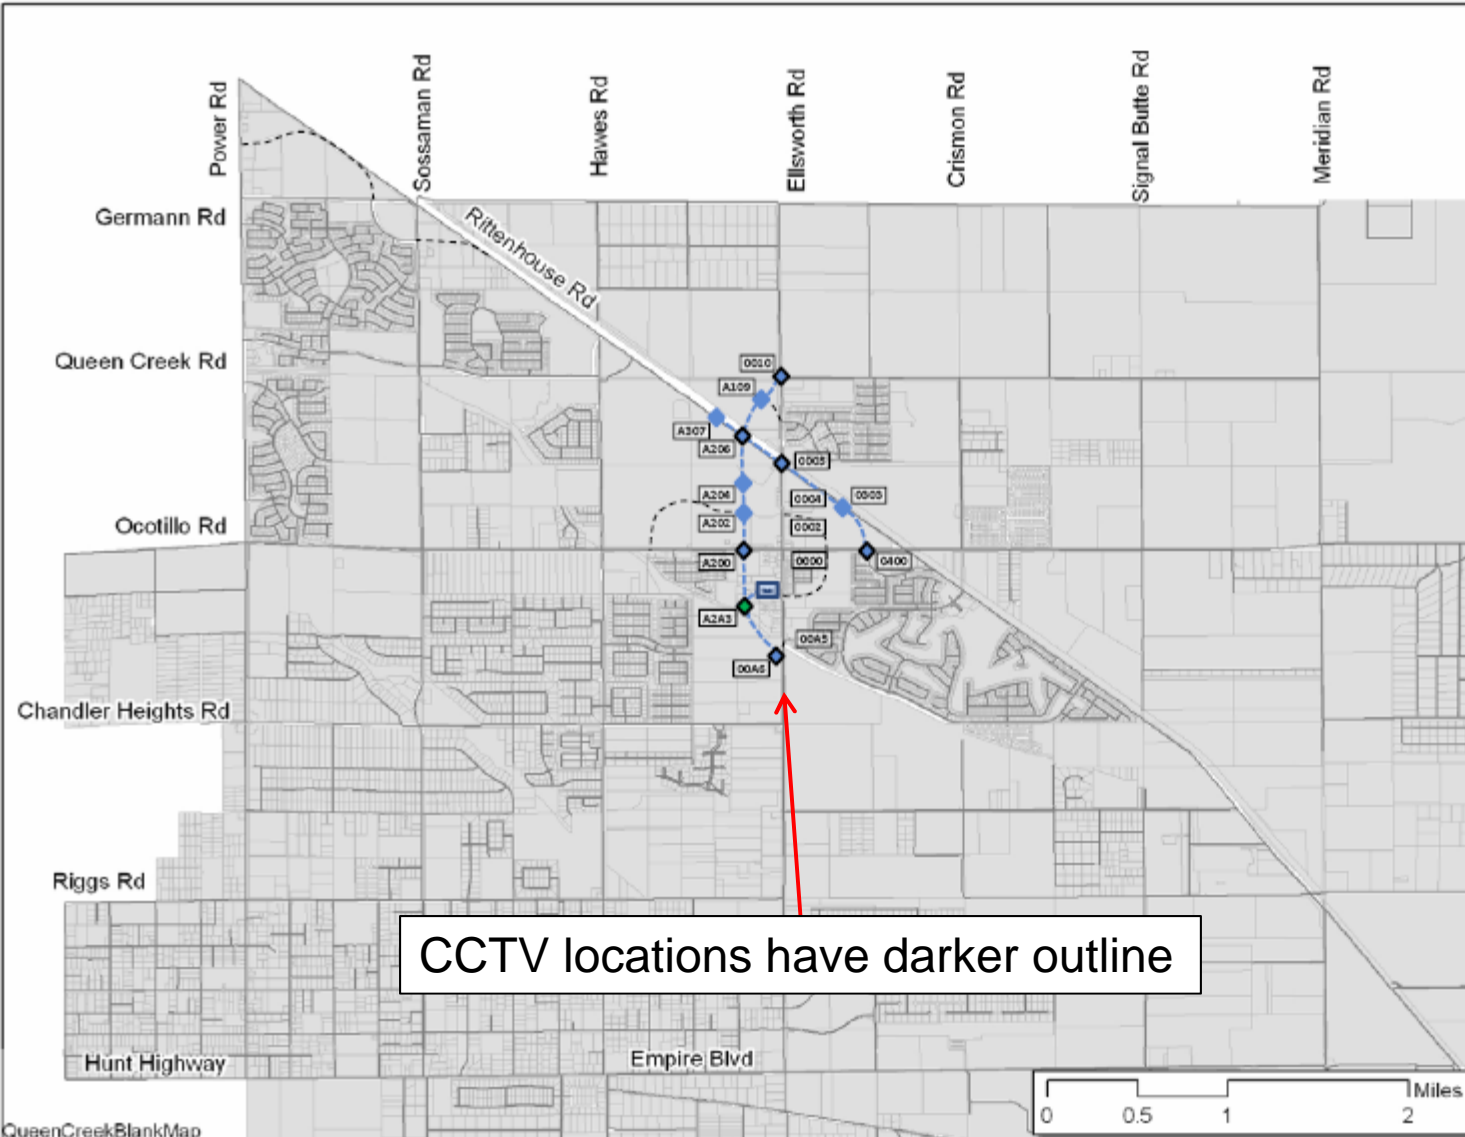 Power Rd
Sossaman Rd
Hawes Rd
Ellsworth Rd
Crismon Rd
Signal Butte Rd
Meridian Rd
Germann Rd
Rittenhouse Rd
Queen Creek Rd
0010
A109
A307
A206
0005
A204
0004
0303
Ocotillo Rd
A202
0002
A200
0000
0400
A2A3
00A5
00A6
Chandler Heights Rd
Riggs Rd
CCTV locations have darker outline
Hunt Highway
Empire Blvd
Miles
0 0.5 1 2
QueenCreekBlankMap